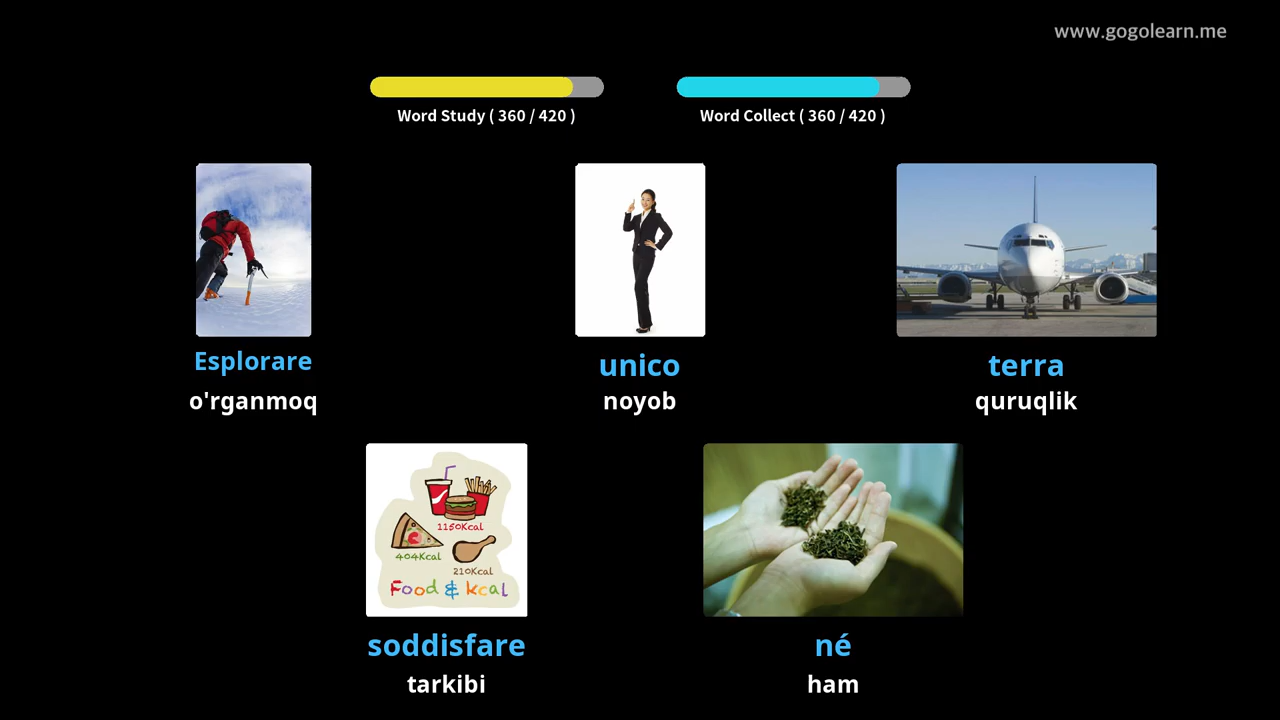 www.gogolearn.me
Word Study ( 360 / 420 )
Word Collect ( 360 / 420 )
Esplorare
o'rganmoq
unico
noyob
terra
quruqlik
1150Kcal
404Kcal
210Kcal
Food & kcal
soddisfare
tarkibi
né
ham